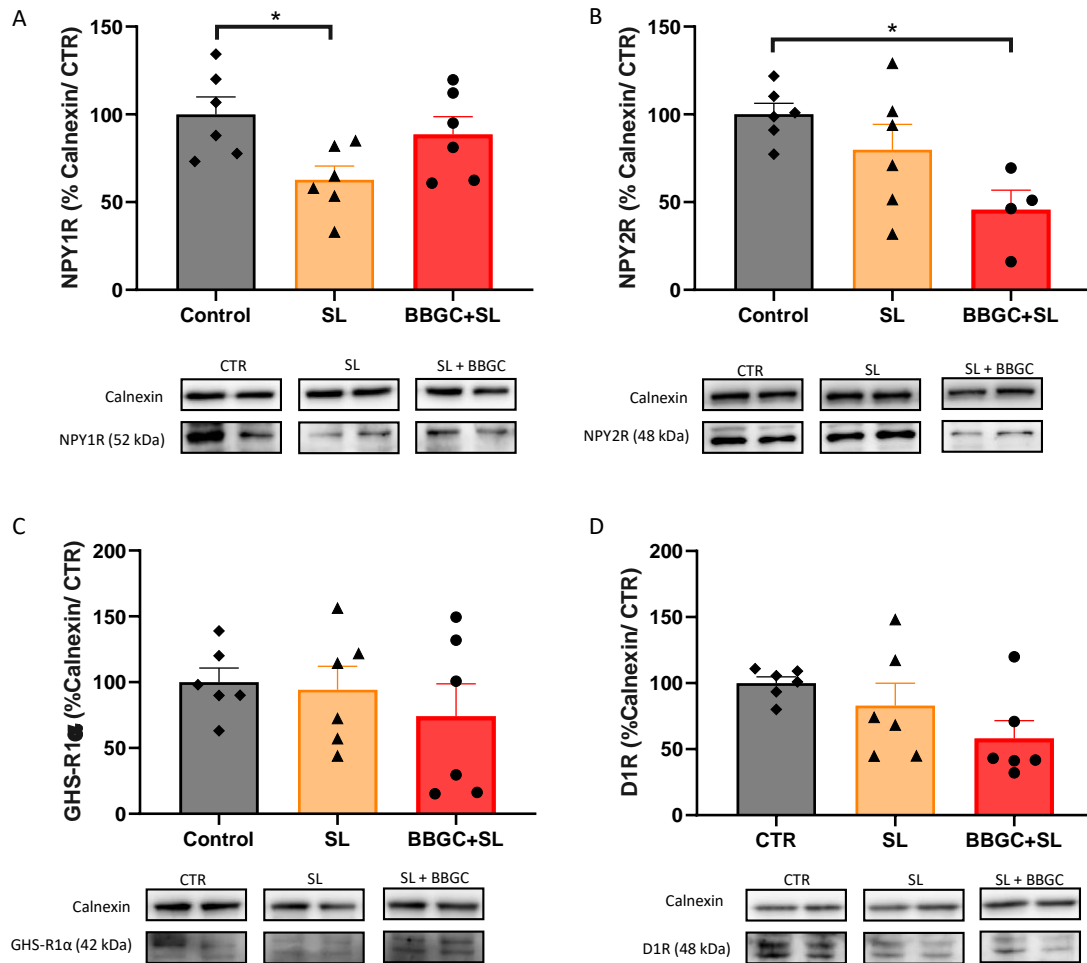 A
NPY1R (% Calnexin/ CTR)
150
100
50
0
*
Control SL BBGC+SL
CTR SL SL + BBGC
Calnexin
NPY1R (52 kDa)
B
NPY2R (% Calnexin/ CTR)
150
100
50
0
*
Control SL BBGC+SL
CTR SL SL + BBGC
Calnexin
NPY2R (48 kDa)
C
GHS-R1α (%Calnexin/ CTR)
200
150
100
50
0
Control SL BBGC+SL
CTR SL SL + BBGC
Calnexin
GHS-R1α (42 kDa)
D
D1R (%Calnexin/ CTR)
200
150
100
50
0
CTR SL BBGC+SL
CTR SL SL + BBGC
Calnexin
D1R (48 kDa)